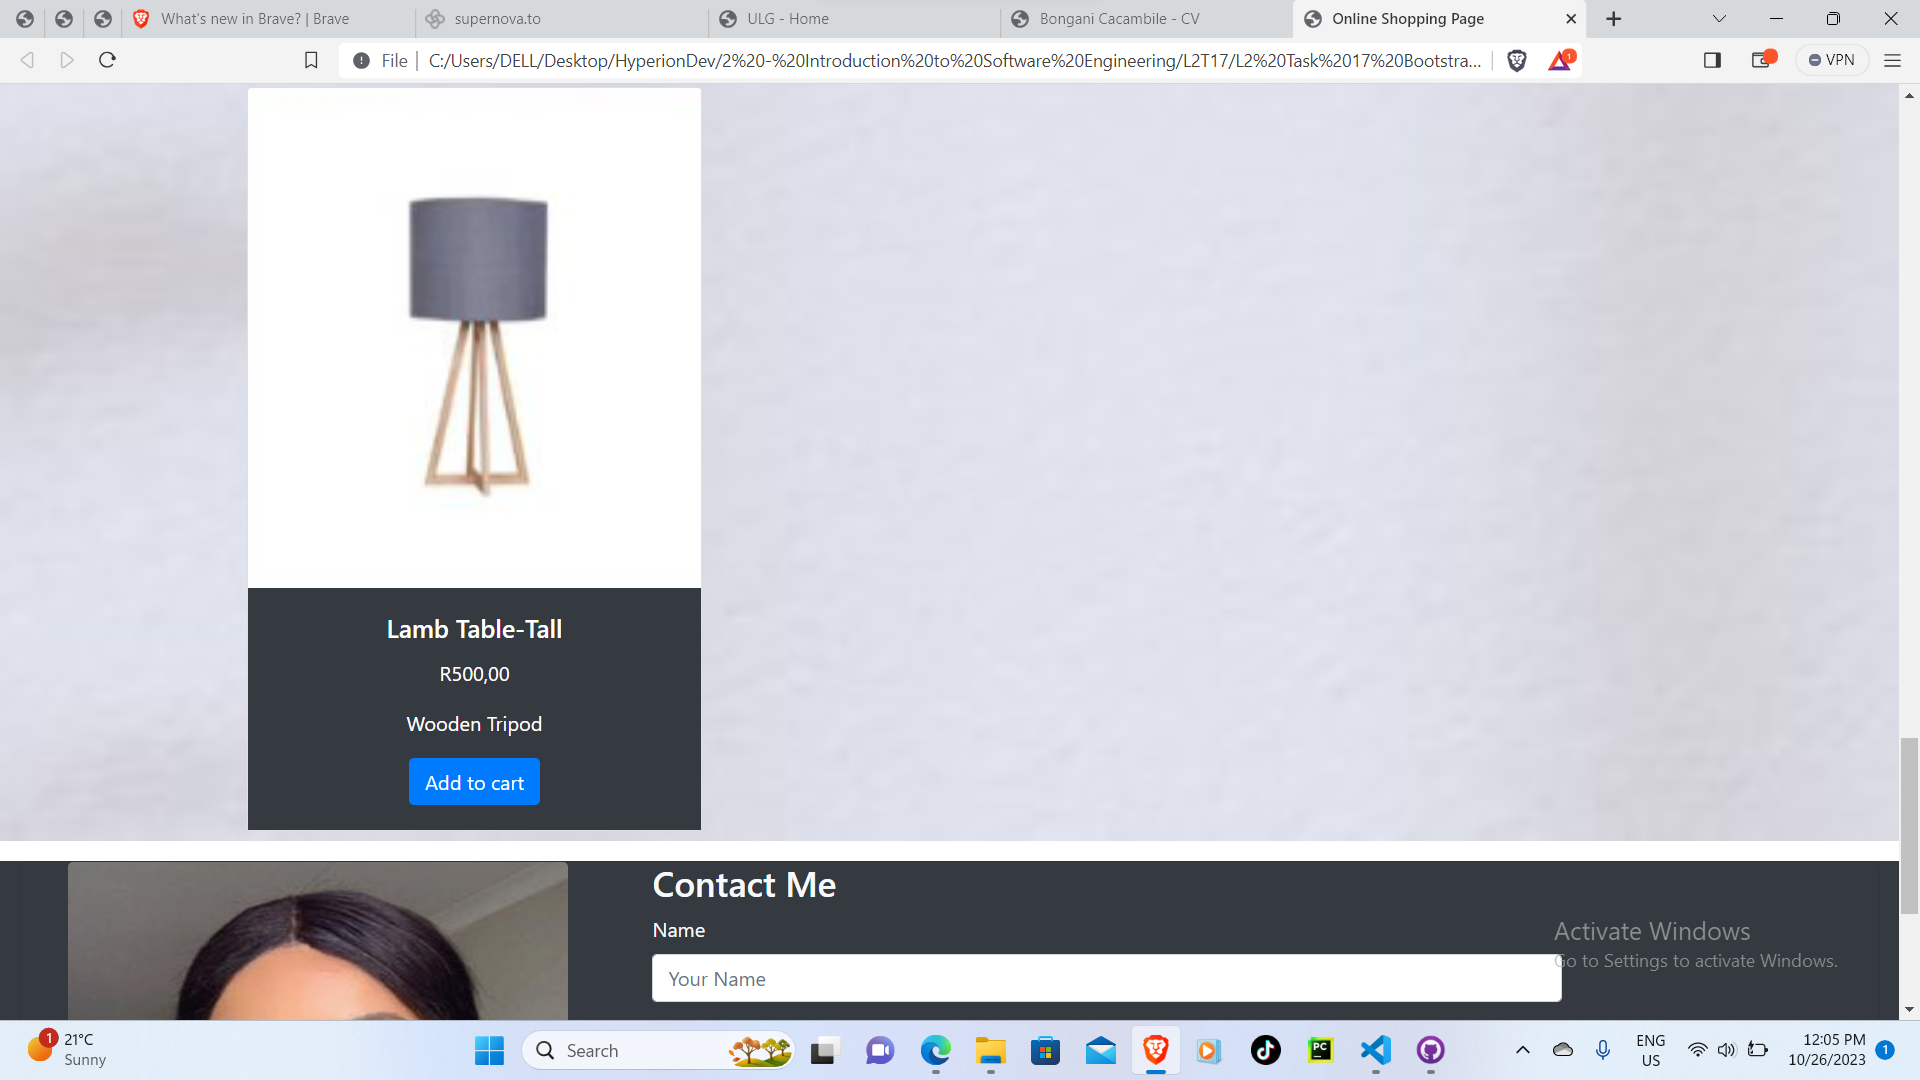 What's new in Brave? | Brave
supernova.to
ULG - Home
Bongani Cacambile - CV
Online Shopping Page
File
C:/Users/DELL/Desktop/HyperionDev/2%20-%20Introduction%20to%20Software%20Engineering/L2T17/L2%20Task%2017%20Bootstra...
1
VPN
Lamb Table-Tall
R500,00
Wooden Tripod
Add to cart
Contact Me
Name
Your Name
Activate Windows
Go to Settings to activate Windows.
1
21°C
Sunny
Search
PC
ENG
US
12:05 PM
10/26/2023
1